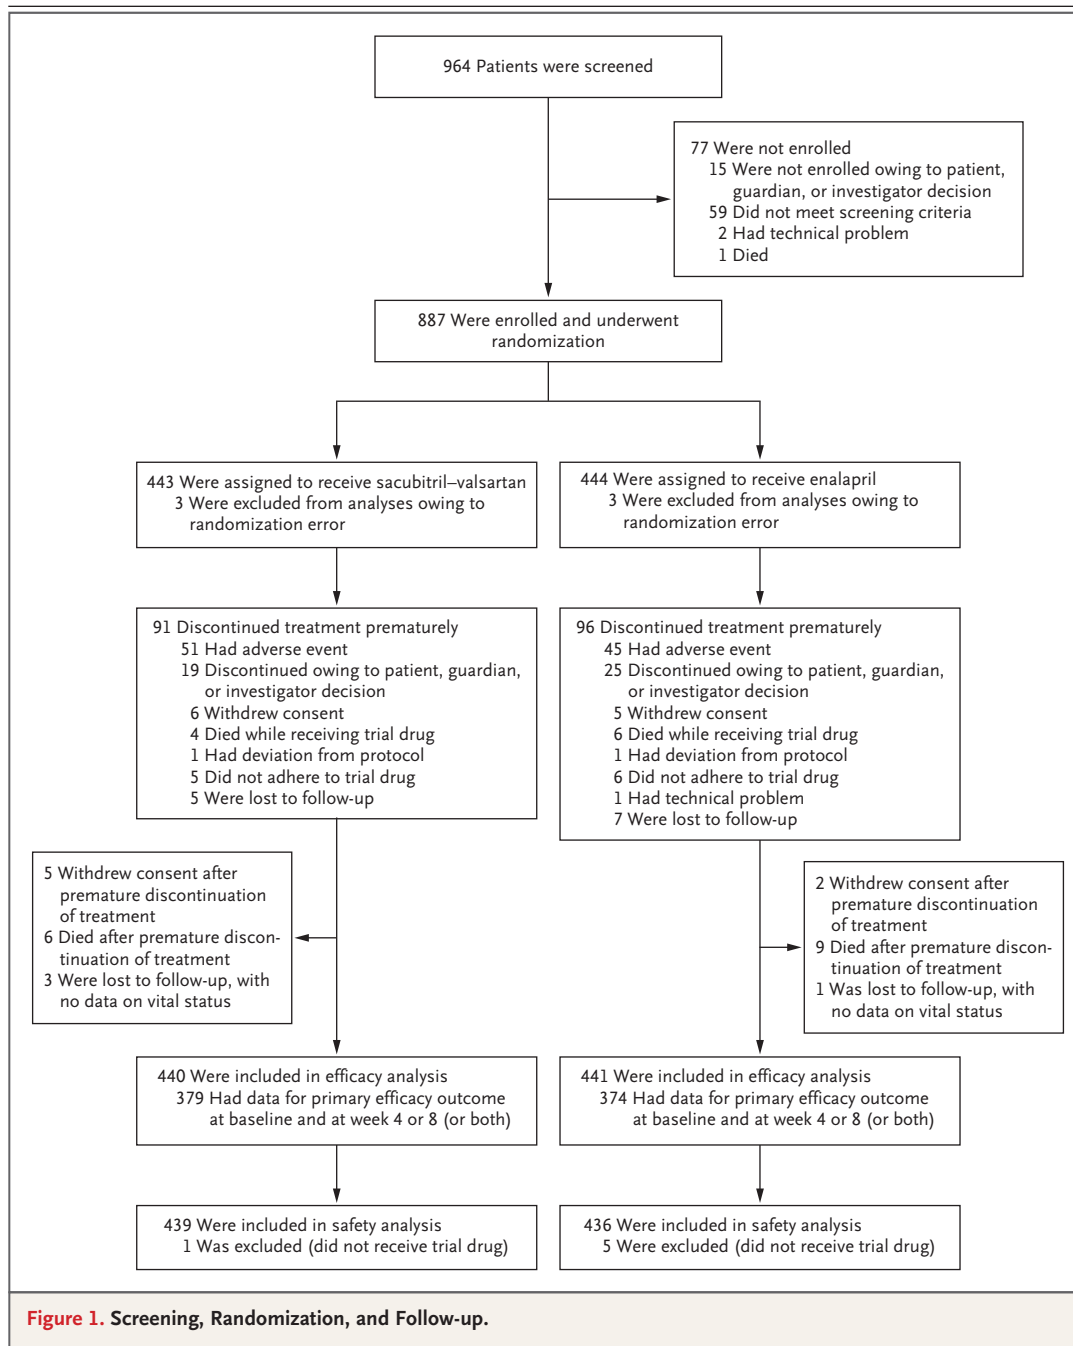 964 Patients were screened
77 Were not enrolled
15 Were not enrolled owing to patient,
guardian, or investigator decision
59 Did not meet screening criteria
2 Had technical problem
1 Died
887 Were enrolled and underwent
randomization
443 Were assigned to receive sacubitril–valsartan
3 Were excluded from analyses owing to
randomization error
444 Were assigned to receive enalapril
3 Were excluded from analyses owing to
randomization error
91 Discontinued treatment prematurely
51 Had adverse event
19 Discontinued owing to patient, guardian,
or investigator decision
6 Withdrew consent
4 Died while receiving trial drug
1 Had deviation from protocol
5 Did not adhere to trial drug
5 Were lost to follow-up
96 Discontinued treatment prematurely
45 Had adverse event
25 Discontinued owing to patient, guardian,
or investigator decision
5 Withdrew consent
6 Died while receiving trial drug
1 Had deviation from protocol
6 Did not adhere to trial drug
1 Had technical problem
7 Were lost to follow-up
5 Withdrew consent after
premature discontinuation
of treatment
6 Died after premature discon-
tinuation of treatment
3 Were lost to follow-up, with
no data on vital status
2 Withdrew consent after
premature discontinuation
of treatment
9 Died after premature discon-
tinuation of treatment
1 Was lost to follow-up, with
no data on vital status
440 Were included in efficacy analysis
379 Had data for primary efficacy outcome
at baseline and at week 4 or 8 (or both)
441 Were included in efficacy analysis
374 Had data for primary efficacy outcome
at baseline and at week 4 or 8 (or both)
439 Were included in safety analysis
1 Was excluded (did not receive trial drug)
436 Were included in safety analysis
5 Were excluded (did not receive trial drug)
Figure 1. Screening, Randomization, and Follow-up.